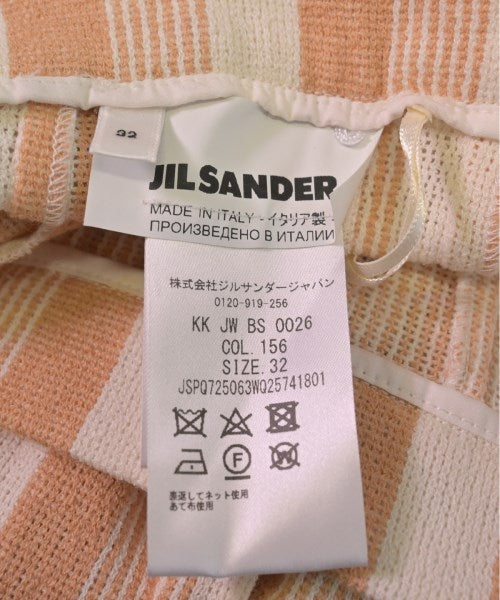 32
JIL SANDER
MADE IN ITALY - イタリア製 -
ПРОИЗВЕДЕНО В ИТАЛИИ
株式会社ジルサンダージャパン
0120-919-256
KK JW BS 0026
COL. 156
SIZE. 32
JSPQ725063WQ25741801
F
W
裏返してネット使用
あて布使用